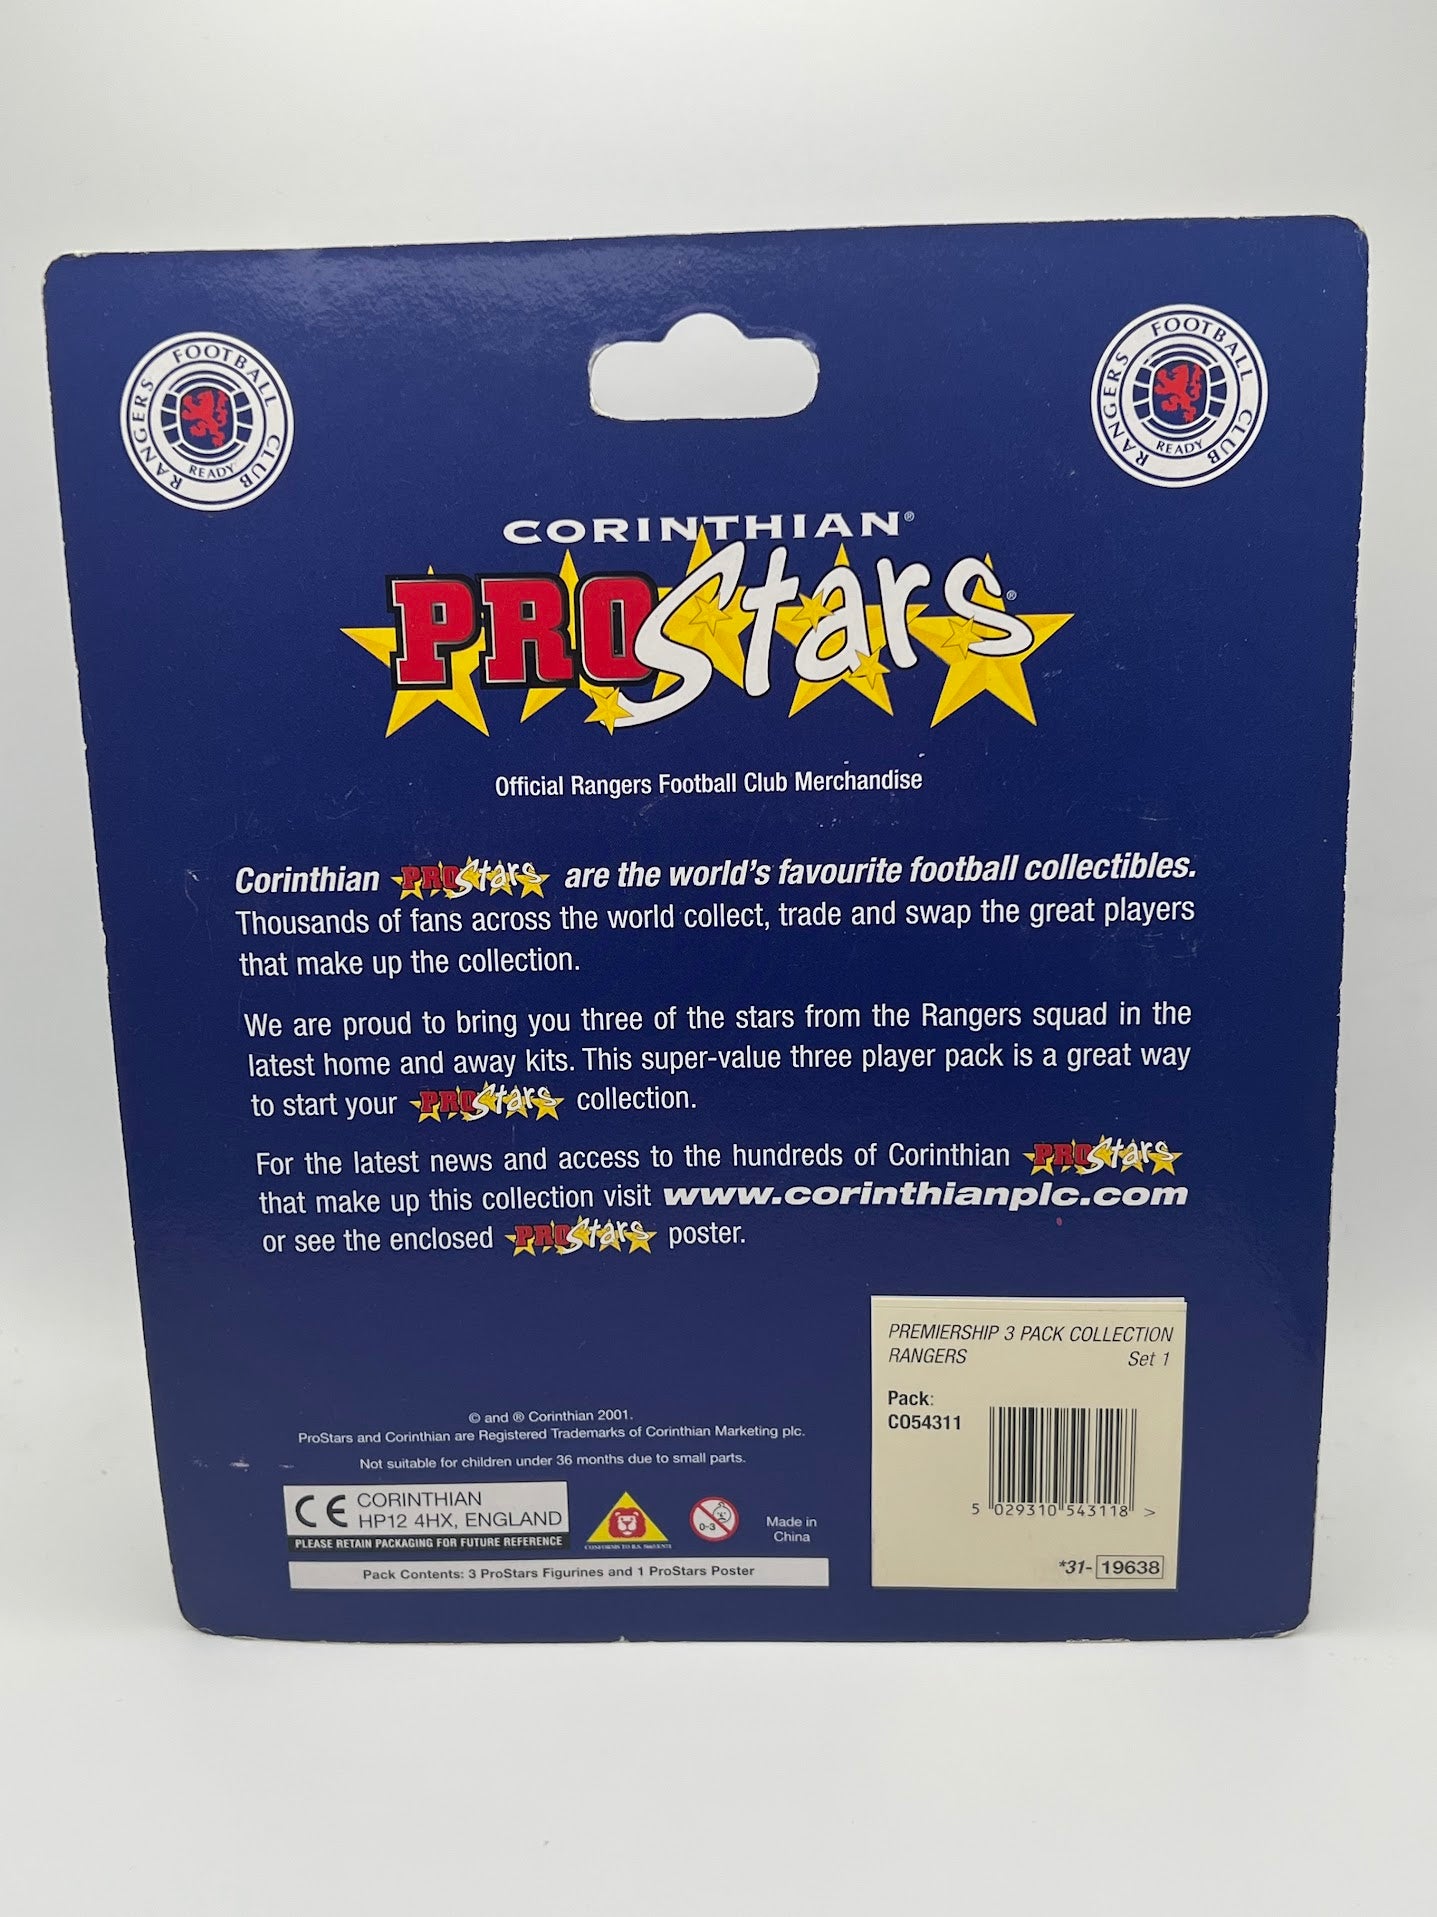 RANGERS FOOTBALL CLUB
READY
RANGERS FOOTBALL CLUB
READY
CORINTHIAN®
PROStars®
Official Rangers Football Club Merchandise
Corinthian PROStars are the world's favourite football collectibles.
Thousands of fans across the world collect, trade and swap the great players
that make up the collection.
We are proud to bring you three of the stars from the Rangers squad in the
latest home and away kits. This super-value three player pack is a great way
to start your PROStars collection.
For the latest news and access to the hundreds of Corinthian PROStars
that make up this collection visit www.corinthianplc.com
or see the enclosed PROStars poster.
PREMIERSHIP 3 PACK COLLECTION
RANGERS Set 1
Pack:
CO54311
5 029310 543118 >
*31- 19638
© and ® Corinthian 2001.
ProStars and Corinthian are Registered Trademarks of Corinthian Marketing plc.
Not suitable for children under 36 months due to small parts.
CE CORINTHIAN
HP12 4HX, ENGLAND
PLEASE RETAIN PACKAGING FOR FUTURE REFERENCE
CONFORMS TO B.S.
0-3
Made in
China
Pack Contents: 3 ProStars Figurines and 1 ProStars Poster